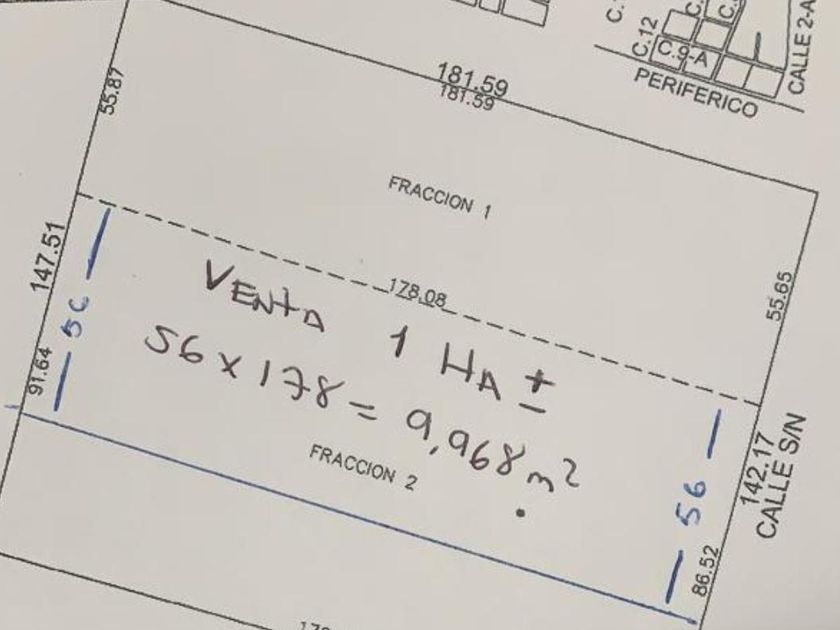 C.12
C.9-A
CALLE 2-A
PERIFERICO
181.59
181.59
55.87
FRACCION 1
147.51
178.08
55.65
VENTA 1 HA ±
56 x 178 = 9,968 m2
56
91.64
FRACCION 2
56
142.17
CALLE S/N
86.52